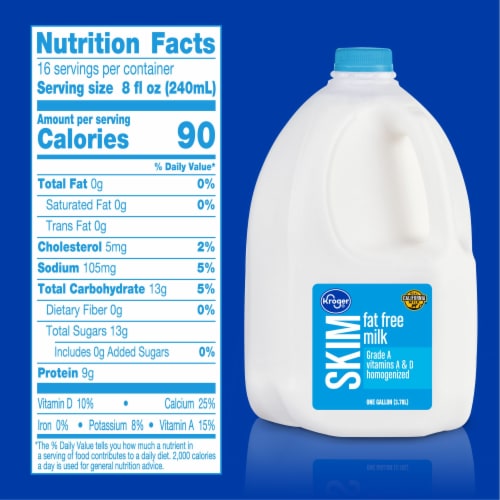 Nutrition Facts
16 servings per container
Serving size 8 fl oz (240mL)
Amount per serving
Calories 90
% Daily Value*
Total Fat 0g 0%
Saturated Fat 0g 0%
Trans Fat 0g
Cholesterol 5mg 2%
Sodium 105mg 5%
Total Carbohydrate 13g 5%
Dietary Fiber 0g 0%
Total Sugars 13g
Includes 0g Added Sugars 0%
Protein 9g
Vitamin D 10% • Calcium 25%
Iron 0% • Potassium 8% • Vitamin A 15%
*The % Daily Value tells you how much a nutrient in
a serving of food contributes to a daily diet. 2,000 calories
a day is used for general nutrition advice.
Kroger
CALIFORNIA
SKIM
fat free
milk
Grade A
vitamins A & D
homogenized
ONE GALLON (3.78L)